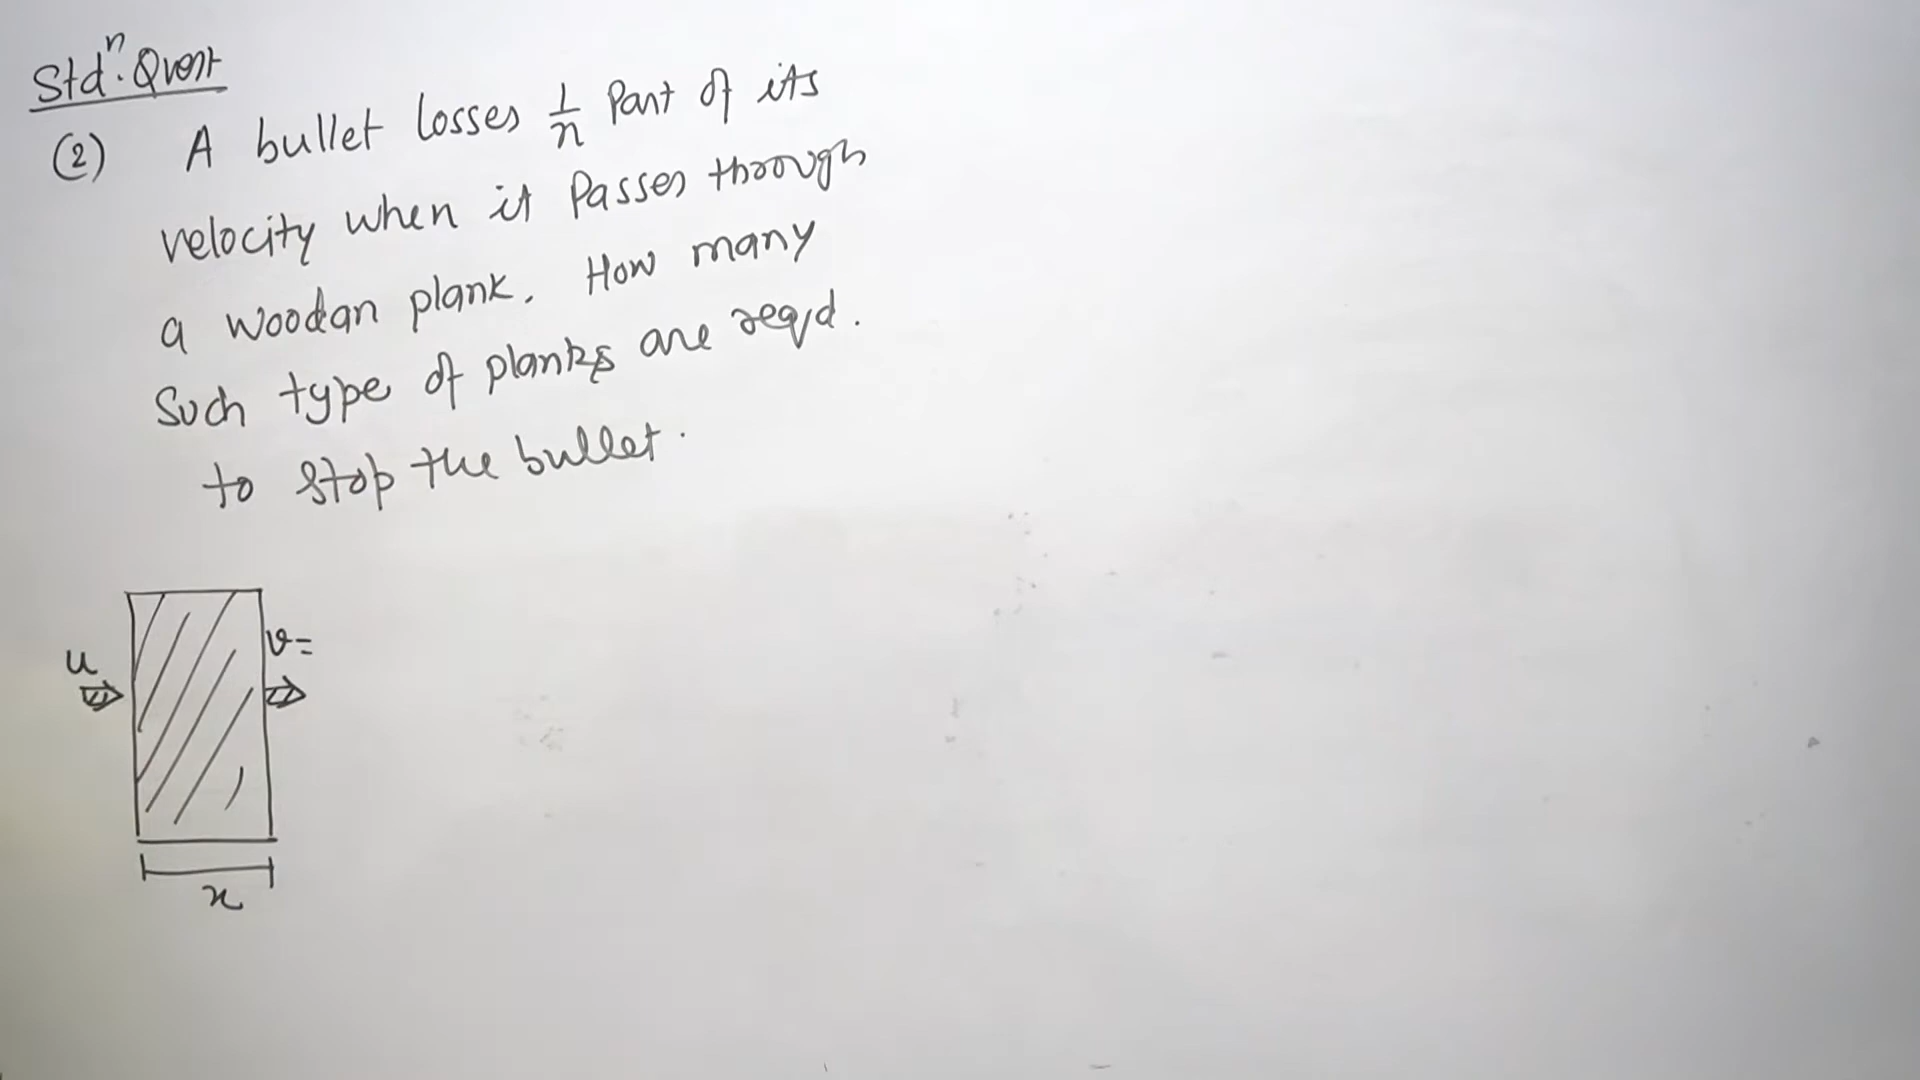 Stdⁿ. Quest
(2) A bullet losses 1/n Part of its
velocity when it Passes through
a woodan plank. How many
Such type of planks are reqd.
to stop the bullet.
u
v=
x